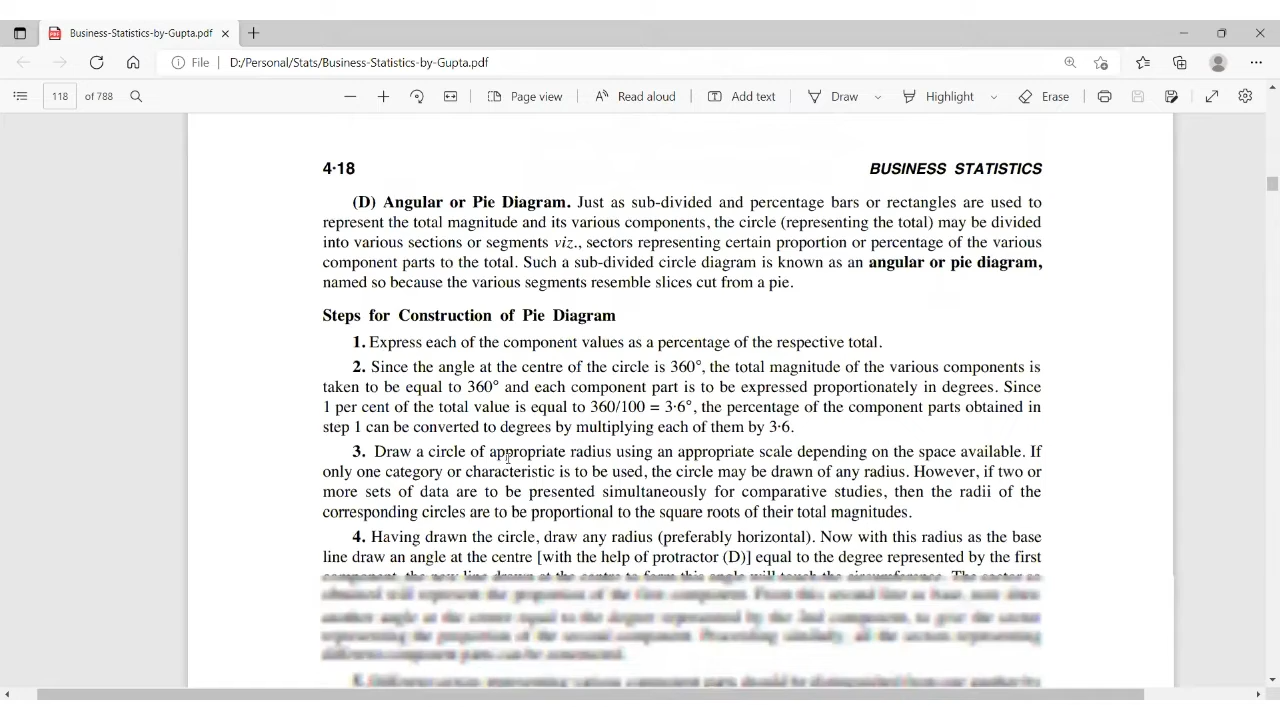 Business-Statistics-by-Gupta.pdf
File D:/Personal/Stats/Business-Statistics-by-Gupta.pdf
118 of 788 Page view Read aloud Add text Draw Highlight Erase
4·18 BUSINESS STATISTICS
(D) Angular or Pie Diagram. Just as sub-divided and percentage bars or rectangles are used to
represent the total magnitude and its various components, the circle (representing the total) may be divided
into various sections or segments viz., sectors representing certain proportion or percentage of the various
component parts to the total. Such a sub-divided circle diagram is known as an angular or pie diagram,
named so because the various segments resemble slices cut from a pie.
Steps for Construction of Pie Diagram
1. Express each of the component values as a percentage of the respective total.
2. Since the angle at the centre of the circle is 360°, the total magnitude of the various components is
taken to be equal to 360° and each component part is to be expressed proportionately in degrees. Since
1 per cent of the total value is equal to 360/100 = 3·6°, the percentage of the component parts obtained in
step 1 can be converted to degrees by multiplying each of them by 3·6.
3. Draw a circle of appropriate radius using an appropriate scale depending on the space available. If
only one category or characteristic is to be used, the circle may be drawn of any radius. However, if two or
more sets of data are to be presented simultaneously for comparative studies, then the radii of the
corresponding circles are to be proportional to the square roots of their total magnitudes.
4. Having drawn the circle, draw any radius (preferably horizontal). Now with this radius as the base
line draw an angle at the centre [with the help of protractor (D)] equal to the degree represented by the first